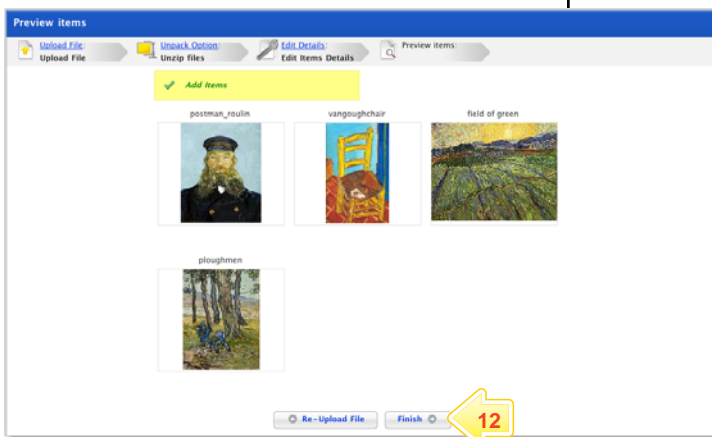 Preview items
Upload File:
Upload File
Unpack Option:
Unzip files
Edit Details:
Edit Items Details
Preview items:
Add Items
postman_roulin
vangoughchair
field of green
ploughmen
Re-Upload File
Finish
12